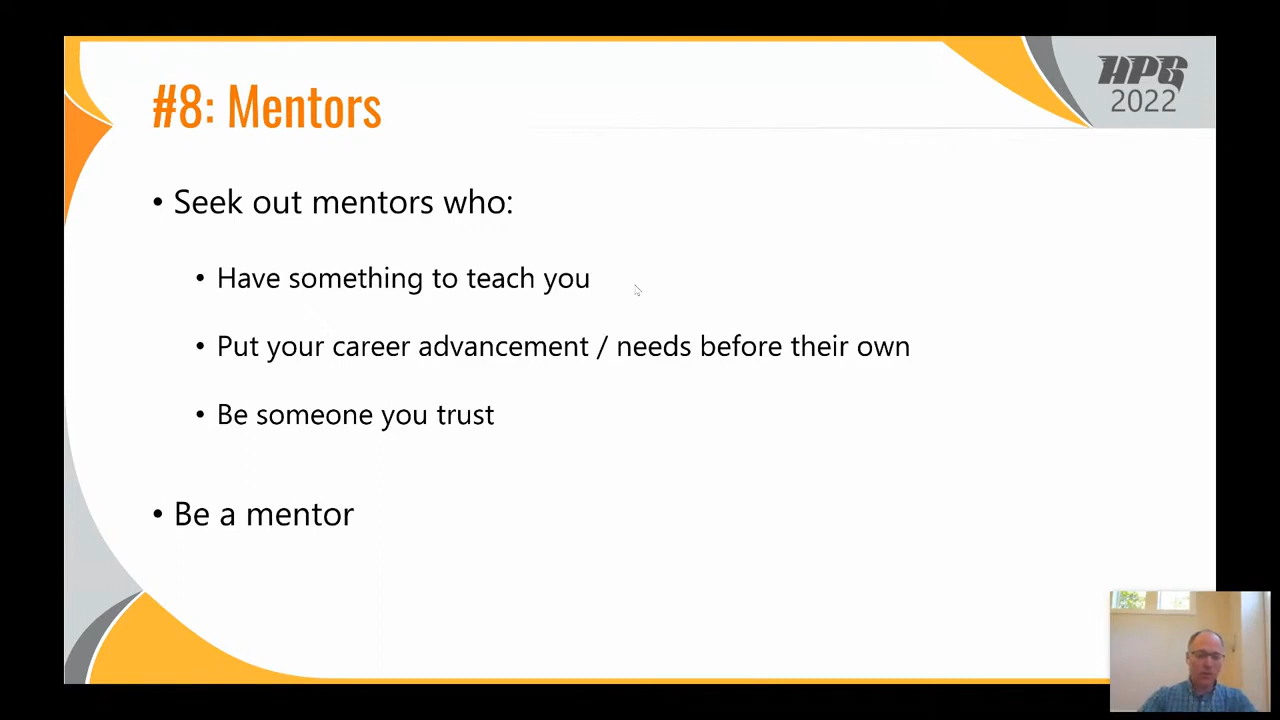 #8: Mentors
HPG
2022
• Seek out mentors who:
• Have something to teach you
• Put your career advancement / needs before their own
• Be someone you trust
• Be a mentor